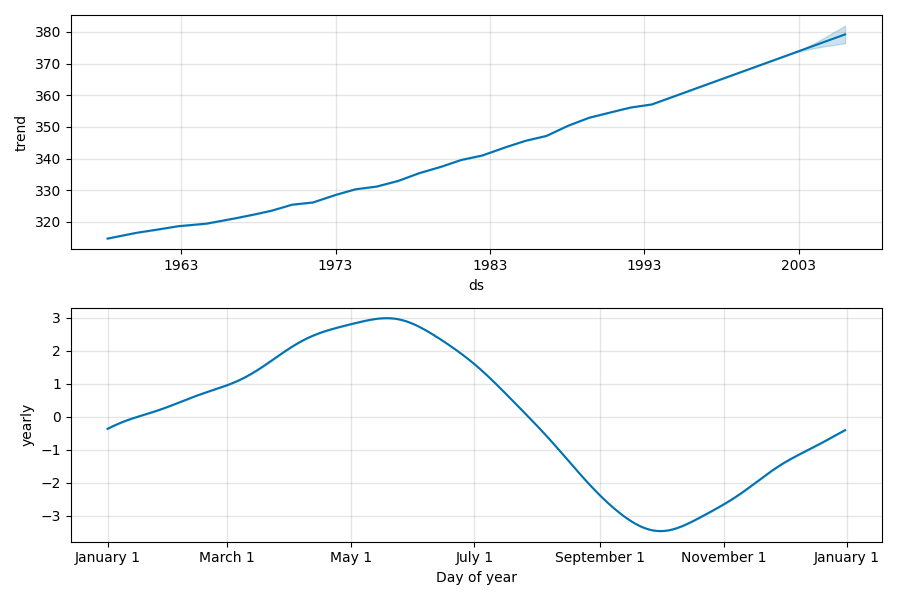 380
370
360
350
340
330
320
trend
1963 1973 1983 1993 2003
ds
3
2
1
0
−1
−2
−3
yearly
January 1 March 1 May 1 July 1 September 1 November 1 January 1
Day of year